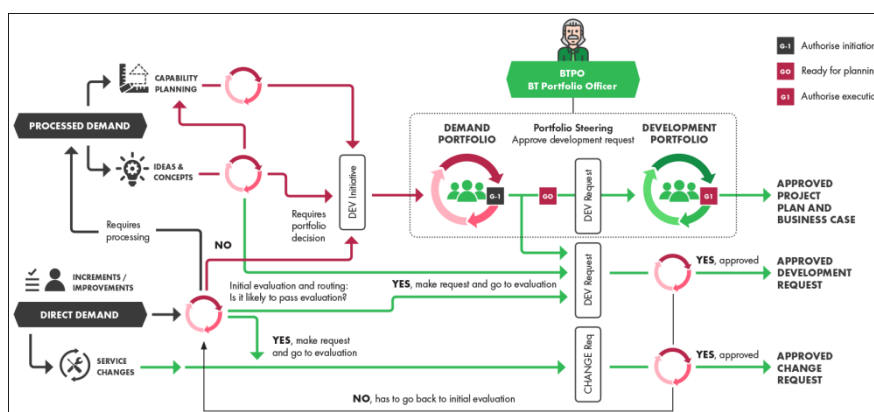 CAPABILITY
PLANNING
BTPO
BT Portfolio Officer
G-1 Authorise initiation
GO Ready for planning
G1 Authorise execution
PROCESSED DEMAND
IDEAS &
CONCEPTS
DEV Initiative
DEMAND
PORTFOLIO
Portfolio Steering
Approve development request
DEVELOPMENT
PORTFOLIO
G-1
GO
DEV Request
G1
APPROVED
PROJECT
PLAN AND
BUSINESS CASE
Requires
processing
NO
Requires
portfolio
decision
INCREMENTS /
IMPROVEMENTS
Initial evaluation and routing:
Is it likely to pass evaluation?
YES, make request and go to evaluation
DEV Request
YES, approved
APPROVED
DEVELOPMENT
REQUEST
DIRECT DEMAND
YES, make request
and go to evaluation
SERVICE
CHANGES
CHANGE Req
YES, approved
APPROVED
CHANGE
REQUEST
NO, has to go back to initial evaluation